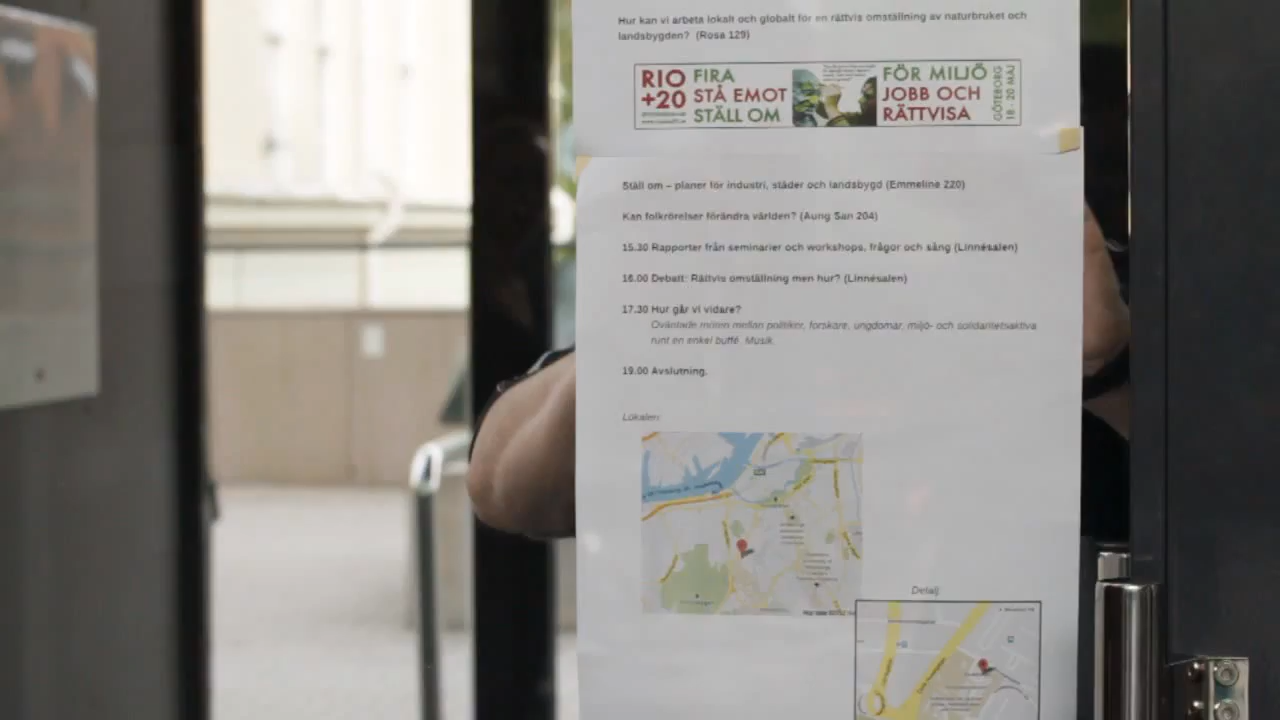 Hur kan vi arbeta lokalt och globalt för en rättvis omställning av naturbruket och
landsbygden? (Rosa 129)
RIO
+20
FIRA
STÅ EMOT
STÄLL OM
FÖR MILJÖ
JOBB OCH
RÄTTVISA
GÖTEBORG
18 - 20 MAJ
Ställ om – planer för industri, städer och landsbygd (Emmeline 220)
Kan folkrörelser förändra världen? (Aung San 204)
15.30 Rapporter från seminarier och workshops, frågor och sång (Linnésalen)
16.00 Debatt: Rättvis omställning men hur? (Linnésalen)
17.30 Hur går vi vidare?
Oväntade möten mellan politiker, forskare, ungdomar, miljö- och solidaritetsaktiva
runt en enkel buffé. Musik.
19.00 Avslutning.
Lokalen:
Detalj: